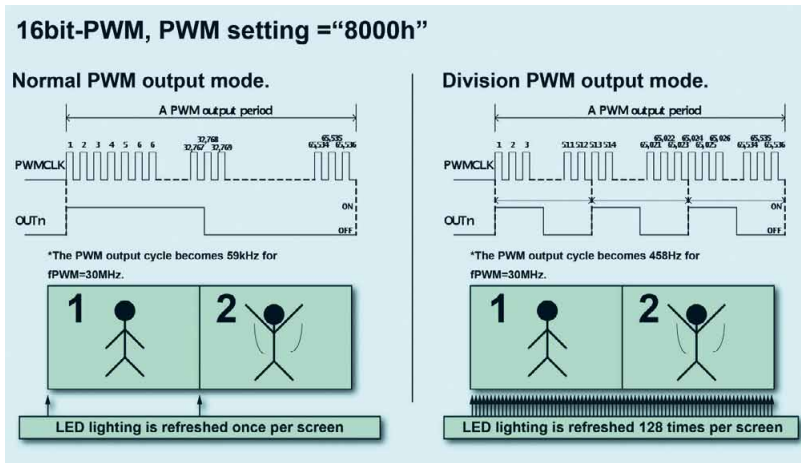 16bit-PWM, PWM setting ="8000h"
Normal PWM output mode.
A PWM output period
1 2 3 4 5 6 6 32,767 32,768 32,769 65,534 65,535 65,536
PWMCLK
OUTn
ON
OFF
*The PWM output cycle becomes 59kHz for
fPWM=30MHz.
1
2
LED lighting is refreshed once per screen
Division PWM output mode.
A PWM output period
1 2 3 511 512 513 514 65,021 65,022 65,023 65,024 65,025 65,026 65,534 65,535 65,536
PWMCLK
OUTn
ON
OFF
*The PWM output cycle becomes 458Hz for
fPWM=30MHz.
1
2
LED lighting is refreshed 128 times per screen